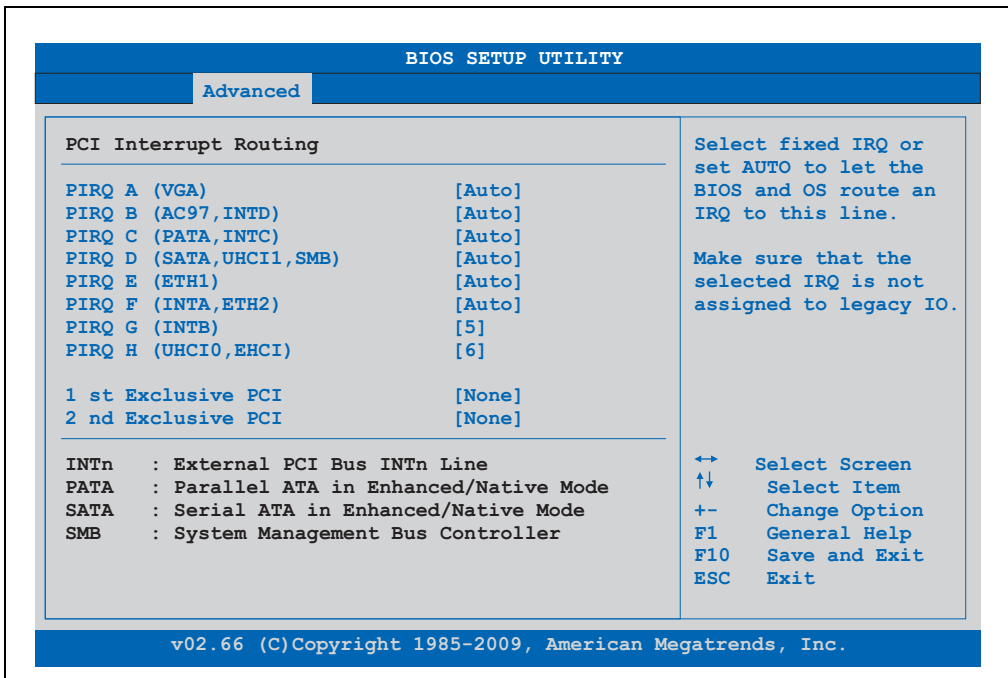 BIOS SETUP UTILITY
Advanced
PCI Interrupt Routing
PIRQ A (VGA) [Auto]
PIRQ B (AC97,INTD) [Auto]
PIRQ C (PATA,INTC) [Auto]
PIRQ D (SATA,UHCI1,SMB) [Auto]
PIRQ E (ETH1) [Auto]
PIRQ F (INTA,ETH2) [Auto]
PIRQ G (INTB) [5]
PIRQ H (UHCI0,EHCI) [6]
1 st Exclusive PCI [None]
2 nd Exclusive PCI [None]
INTn : External PCI Bus INTn Line
PATA : Parallel ATA in Enhanced/Native Mode
SATA : Serial ATA in Enhanced/Native Mode
SMB : System Management Bus Controller
Select fixed IRQ or
set AUTO to let the
BIOS and OS route an
IRQ to this line.
Make sure that the
selected IRQ is not
assigned to legacy IO.
↔ Select Screen
↑↓ Select Item
+- Change Option
F1 General Help
F10 Save and Exit
ESC Exit
v02.66 (C)Copyright 1985-2009, American Megatrends, Inc.